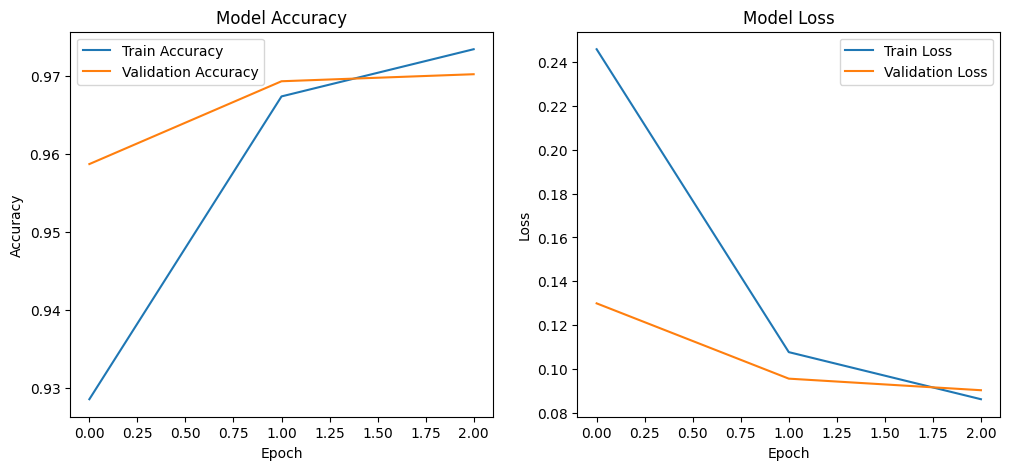 Model Accuracy
Train Accuracy
Validation Accuracy
0.97
0.96
0.95
0.94
0.93
Accuracy
0.00 0.25 0.50 0.75 1.00 1.25 1.50 1.75 2.00
Epoch
Model Loss
Train Loss
Validation Loss
0.24
0.22
0.20
0.18
0.16
0.14
0.12
0.10
0.08
Loss
0.00 0.25 0.50 0.75 1.00 1.25 1.50 1.75 2.00
Epoch